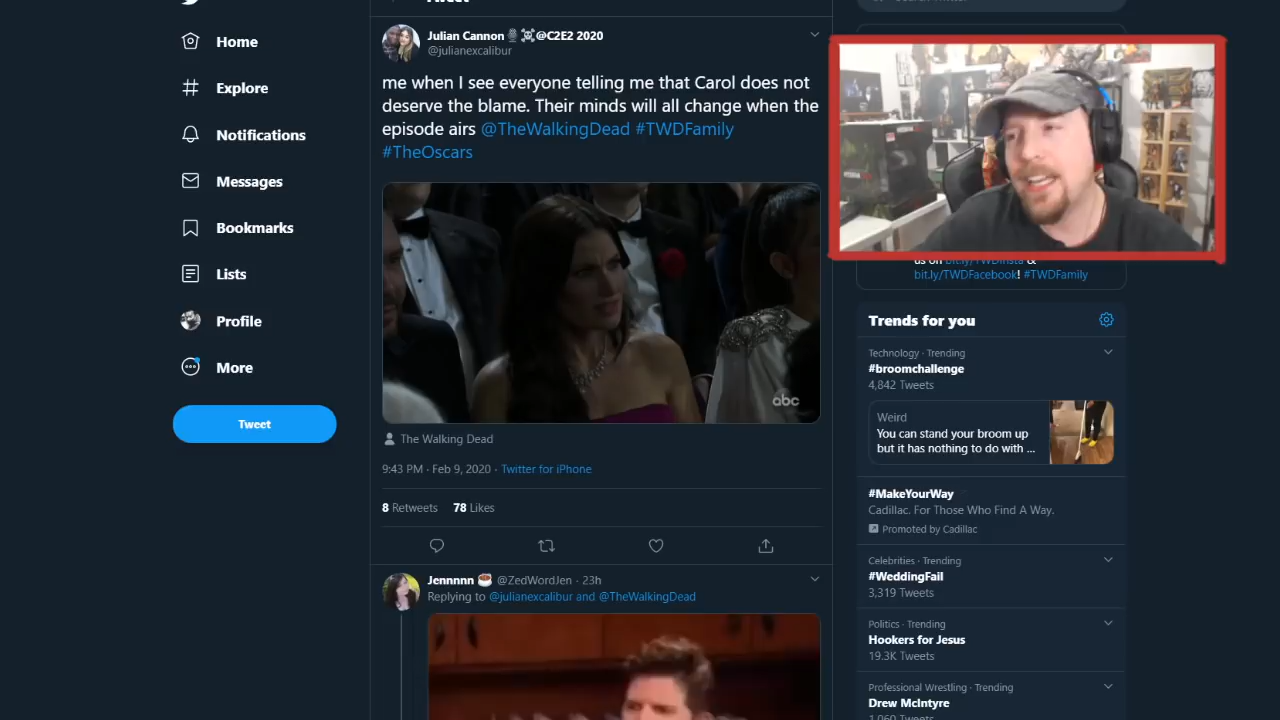 Home
Explore
Notifications
Messages
Bookmarks
Lists
Profile
More
Tweet
Tweet
Julian Cannon @C2E2 2020
@julianexcalibur
me when I see everyone telling me that Carol does not
deserve the blame. Their minds will all change when the
episode airs @TheWalkingDead #TWDFamily
#TheOscars
abc
The Walking Dead
9:43 PM · Feb 9, 2020 · Twitter for iPhone
8 Retweets 78 Likes
Jennnnn @ZedWordJen · 23h
Replying to @julianexcalibur and @TheWalkingDead
Search Twitter
us on bit.ly/TWDInsta &
bit.ly/TWDFacebook! #TWDFamily
Trends for you
Technology · Trending
#broomchallenge
4,842 Tweets
Weird
You can stand your broom up
but it has nothing to do with ...
#MakeYourWay
Cadillac. For Those Who Find A Way.
Promoted by Cadillac
Celebrities · Trending
#WeddingFail
3,319 Tweets
Politics · Trending
Hookers for Jesus
19.3K Tweets
Professional Wrestling · Trending
Drew McIntyre
1,060 Tweets